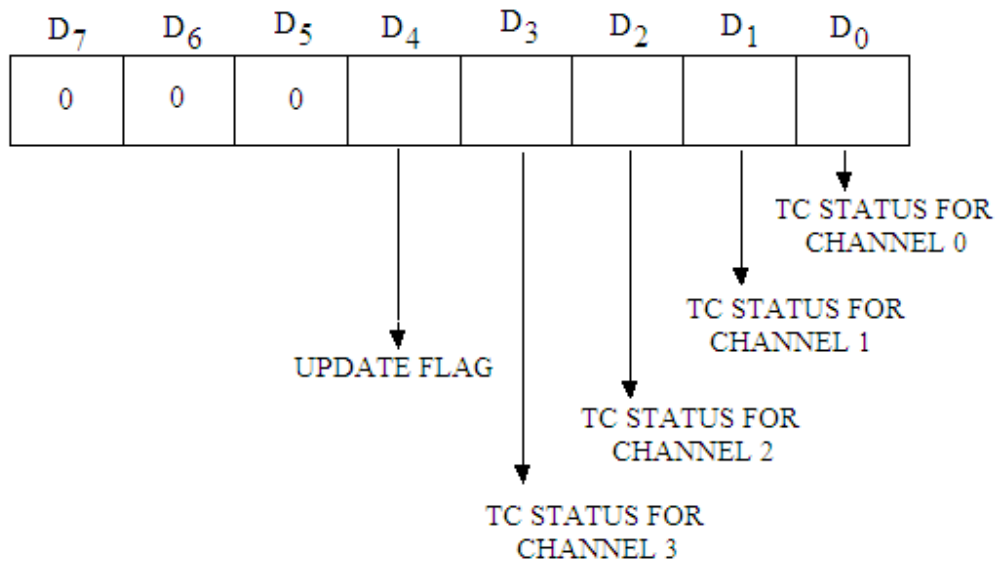 D7 D6 D5 D4 D3 D2 D1 D0
0 0 0
TC STATUS FOR
CHANNEL 0
TC STATUS FOR
CHANNEL 1
UPDATE FLAG
TC STATUS FOR
CHANNEL 2
TC STATUS FOR
CHANNEL 3